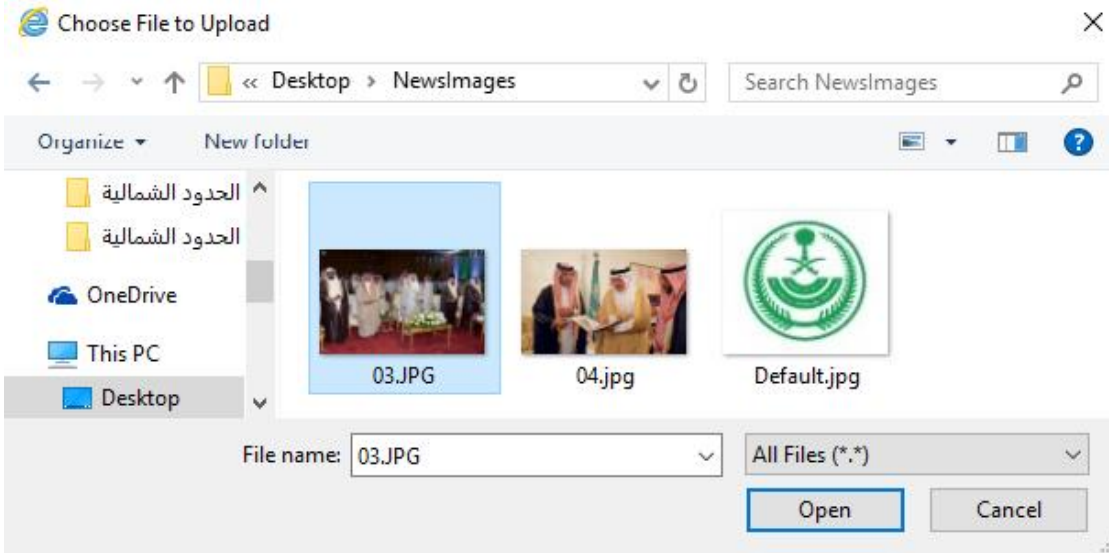 Choose File to Upload
« Desktop › NewsImages
Search NewsImages
Organize
New folder
الحدود الشمالية
الحدود الشمالية
OneDrive
This PC
Desktop
03.JPG
04.jpg
Default.jpg
File name: 03.JPG
All Files (*.*)
Open
Cancel